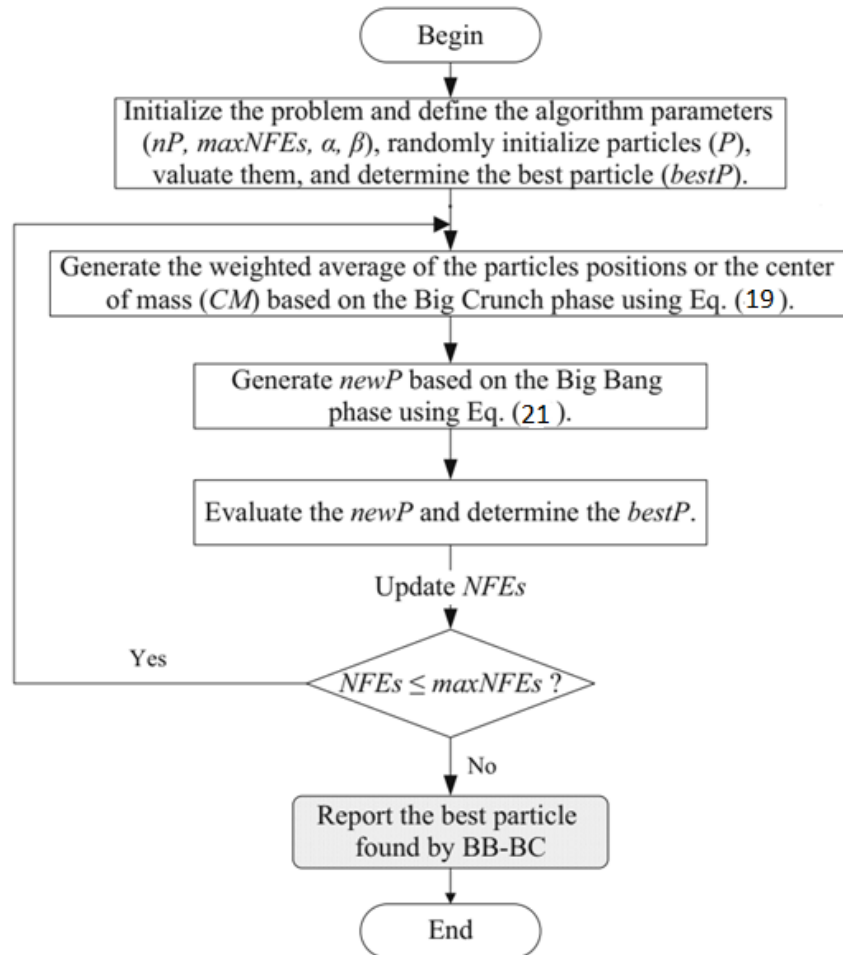 Begin
Initialize the problem and define the algorithm parameters
(nP, maxNFEs, α, β), randomly initialize particles (P),
valuate them, and determine the best particle (bestP).
Generate the weighted average of the particles positions or the center
of mass (CM) based on the Big Crunch phase using Eq. (19).
Generate newP based on the Big Bang
phase using Eq. (21).
Evaluate the newP and determine the bestP.
Update NFEs
Yes
NFEs ≤ maxNFEs ?
No
Report the best particle
found by BB-BC
End